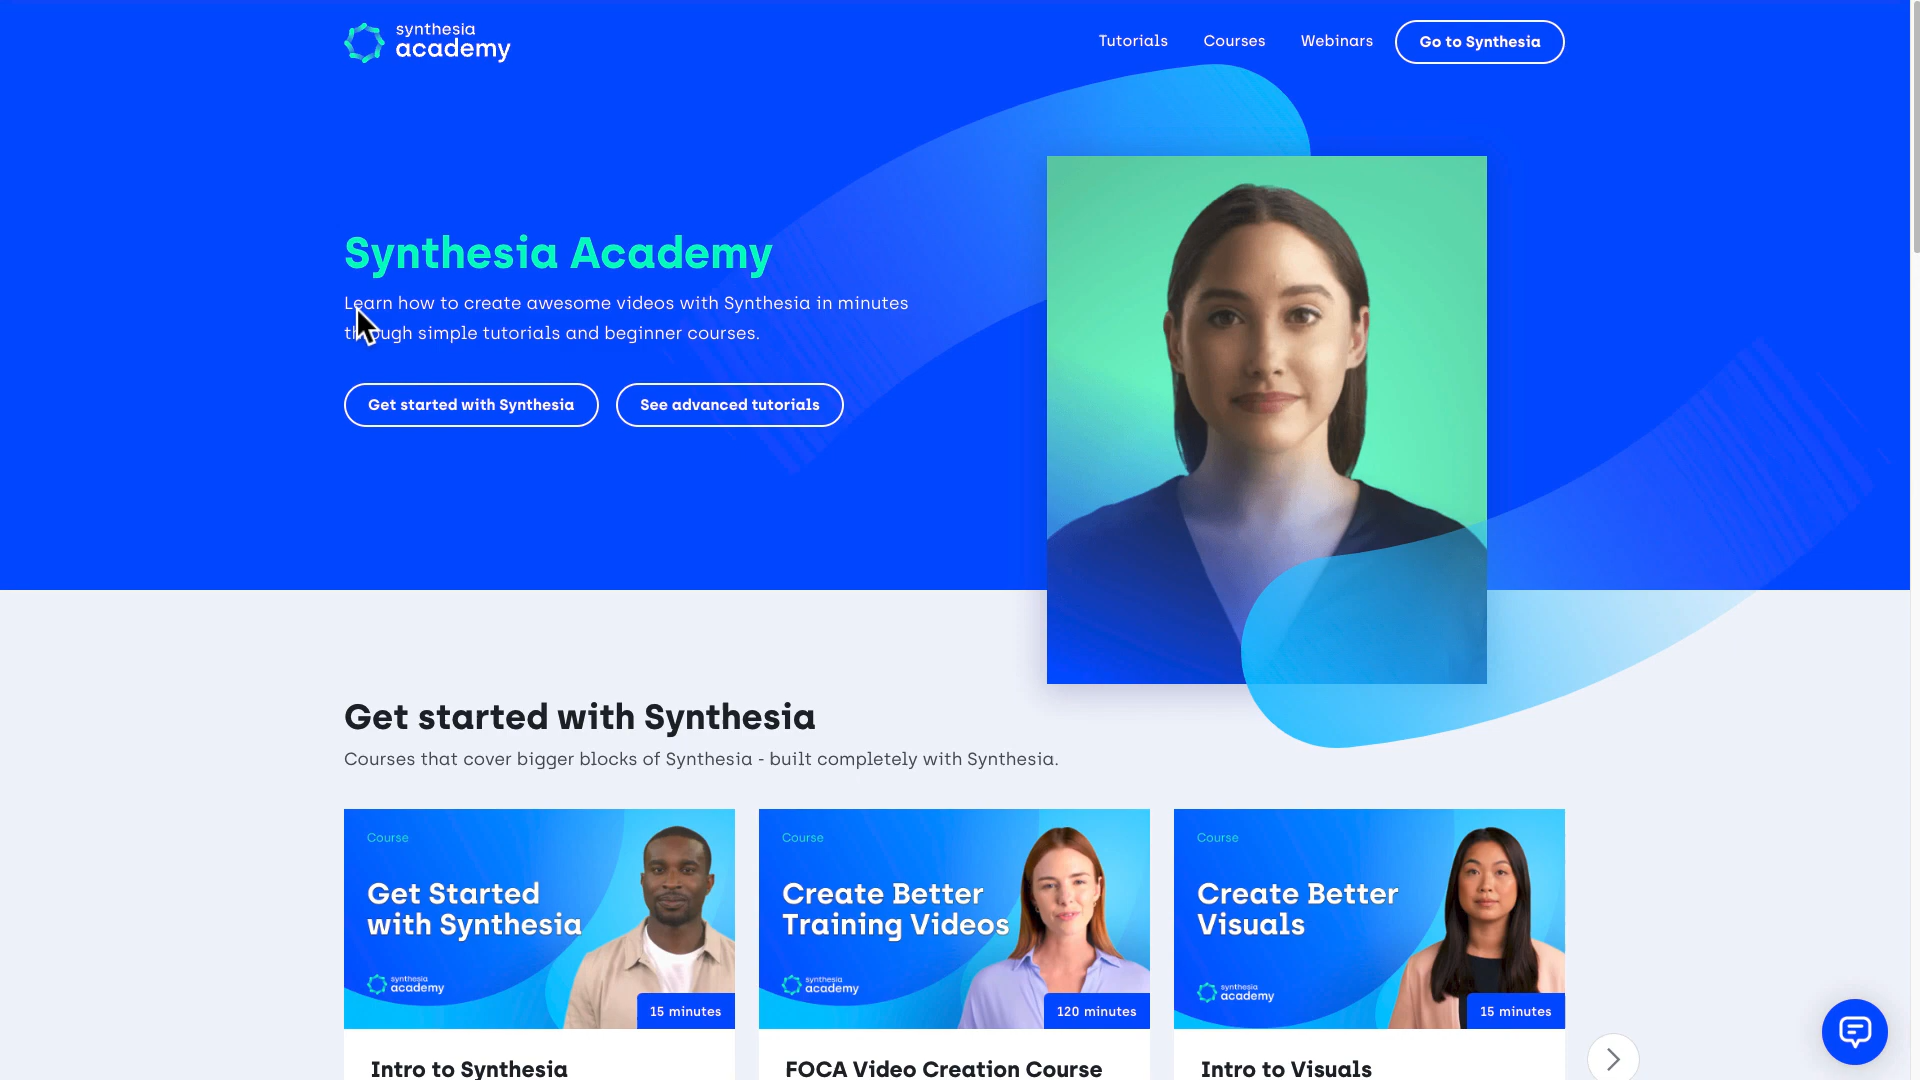 synthesia
academy
Tutorials
Courses
Webinars
Go to Synthesia
Synthesia Academy
Learn how to create awesome videos with Synthesia in minutes
through simple tutorials and beginner courses.
Get started with Synthesia
See advanced tutorials
Get started with Synthesia
Courses that cover bigger blocks of Synthesia - built completely with Synthesia.
Course
Get Started
with Synthesia
synthesia
academy
15 minutes
Intro to Synthesia
Course
Create Better
Training Videos
synthesia
academy
120 minutes
FOCA Video Creation Course
Course
Create Better
Visuals
synthesia
academy
15 minutes
Intro to Visuals